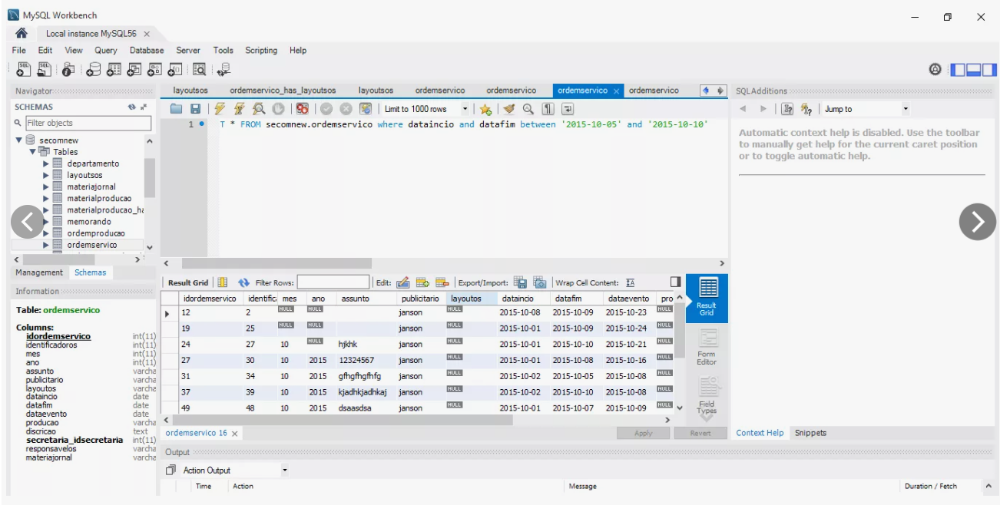 MySQL Workbench
Local instance MySQL56
File Edit View Query Database Server Tools Scripting Help
Navigator
SCHEMAS
Filter objects
secomnew
Tables
departamento
layoutsos
materiajornal
materialproducao
materialproducao_ha
memorando
ordemproducao
ordemservico
Management Schemas
Information
Table: ordemservico
Columns:
idordemservico int(11)
identificadoros int(11)
mes int(11)
ano int(11)
assunto varcha
publicitario varcha
layoutos varcha
dataincio date
datafim date
dataevento date
producao varcha
discricao text
secretaria_idsecretaria int(11)
responsavelos varcha
materiajornal varcha
layoutsos ordemservico_has_layoutsos layoutsos ordemservico ordemservico ordemservico ordemservico
Limit to 1000 rows
1 T * FROM secomnew.ordemservico where dataincio and datafim between '2015-10-05' and '2015-10-10'
Result Grid Filter Rows: Edit: Export/Import: Wrap Cell Content:
idordemservico identific mes ano assunto publicitario layoutos dataincio datafim dataevento pro
12 2 NULL NULL janson NULL 2015-10-08 2015-10-09 2015-10-23 NULL
19 25 NULL NULL janson NULL 2015-10-01 2015-10-09 2015-10-24 NULL
24 27 10 NULL hjkhk janson NULL 2015-10-01 2015-10-10 2015-10-21 NULL
27 30 10 2015 12324567 janson NULL 2015-10-01 2015-10-08 2015-10-16 NULL
31 34 10 2015 gfhgfhgfhfg janson NULL 2015-10-02 2015-10-05 2015-10-08 NULL
37 39 10 2015 kjadhkjadhkaj janson NULL 2015-10-02 2015-10-10 2015-10-08 NULL
49 48 10 2015 dsaasdsa janson NULL 2015-10-01 2015-10-07 2015-10-09 NULL
Result
Grid
Form
Editor
Field
Types
ordemservico 16
Apply Revert
Output
Action Output
Time Action Message Duration / Fetch
SQLAdditions
Jump to
Automatic context help is disabled. Use the toolbar
to manually get help for the current caret position
or to toggle automatic help.
Context Help Snippets